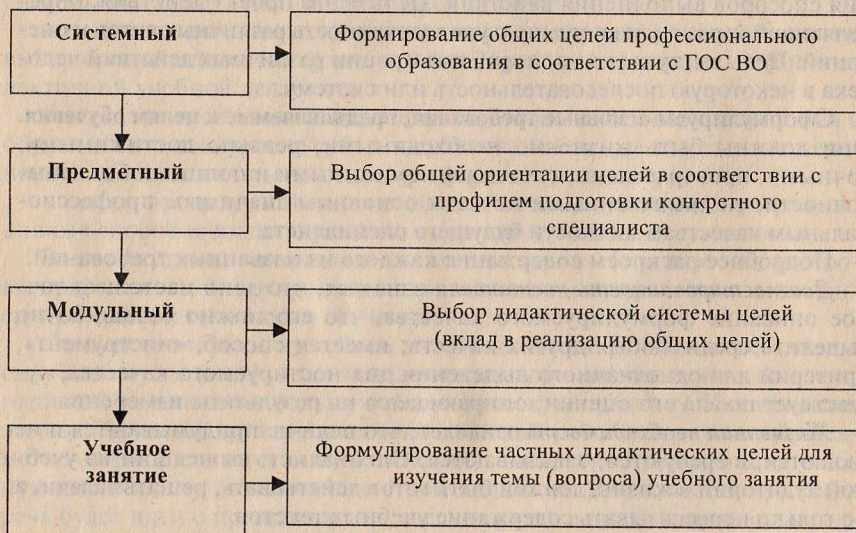 Системный
Формирование общих целей профессионального
образования в соответствии с ГОС ВО
Предметный
Выбор общей ориентации целей в соответствии с
профилем подготовки конкретного
специалиста
Модульный
Выбор дидактической системы целей
(вклад в реализацию общих целей)
Учебное
занятие
Формулирование частных дидактических целей для
изучения темы (вопроса) учебного занятия